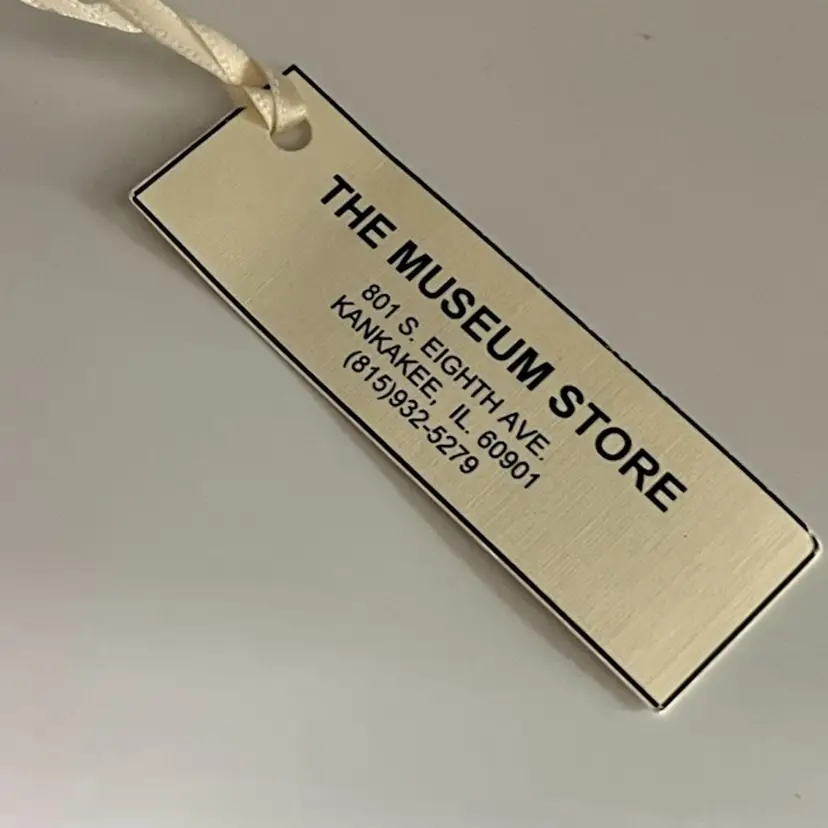 THE MUSEUM STORE
801 S. EIGHTH AVE.
KANKAKEE, IL. 60901
(815)932-5279